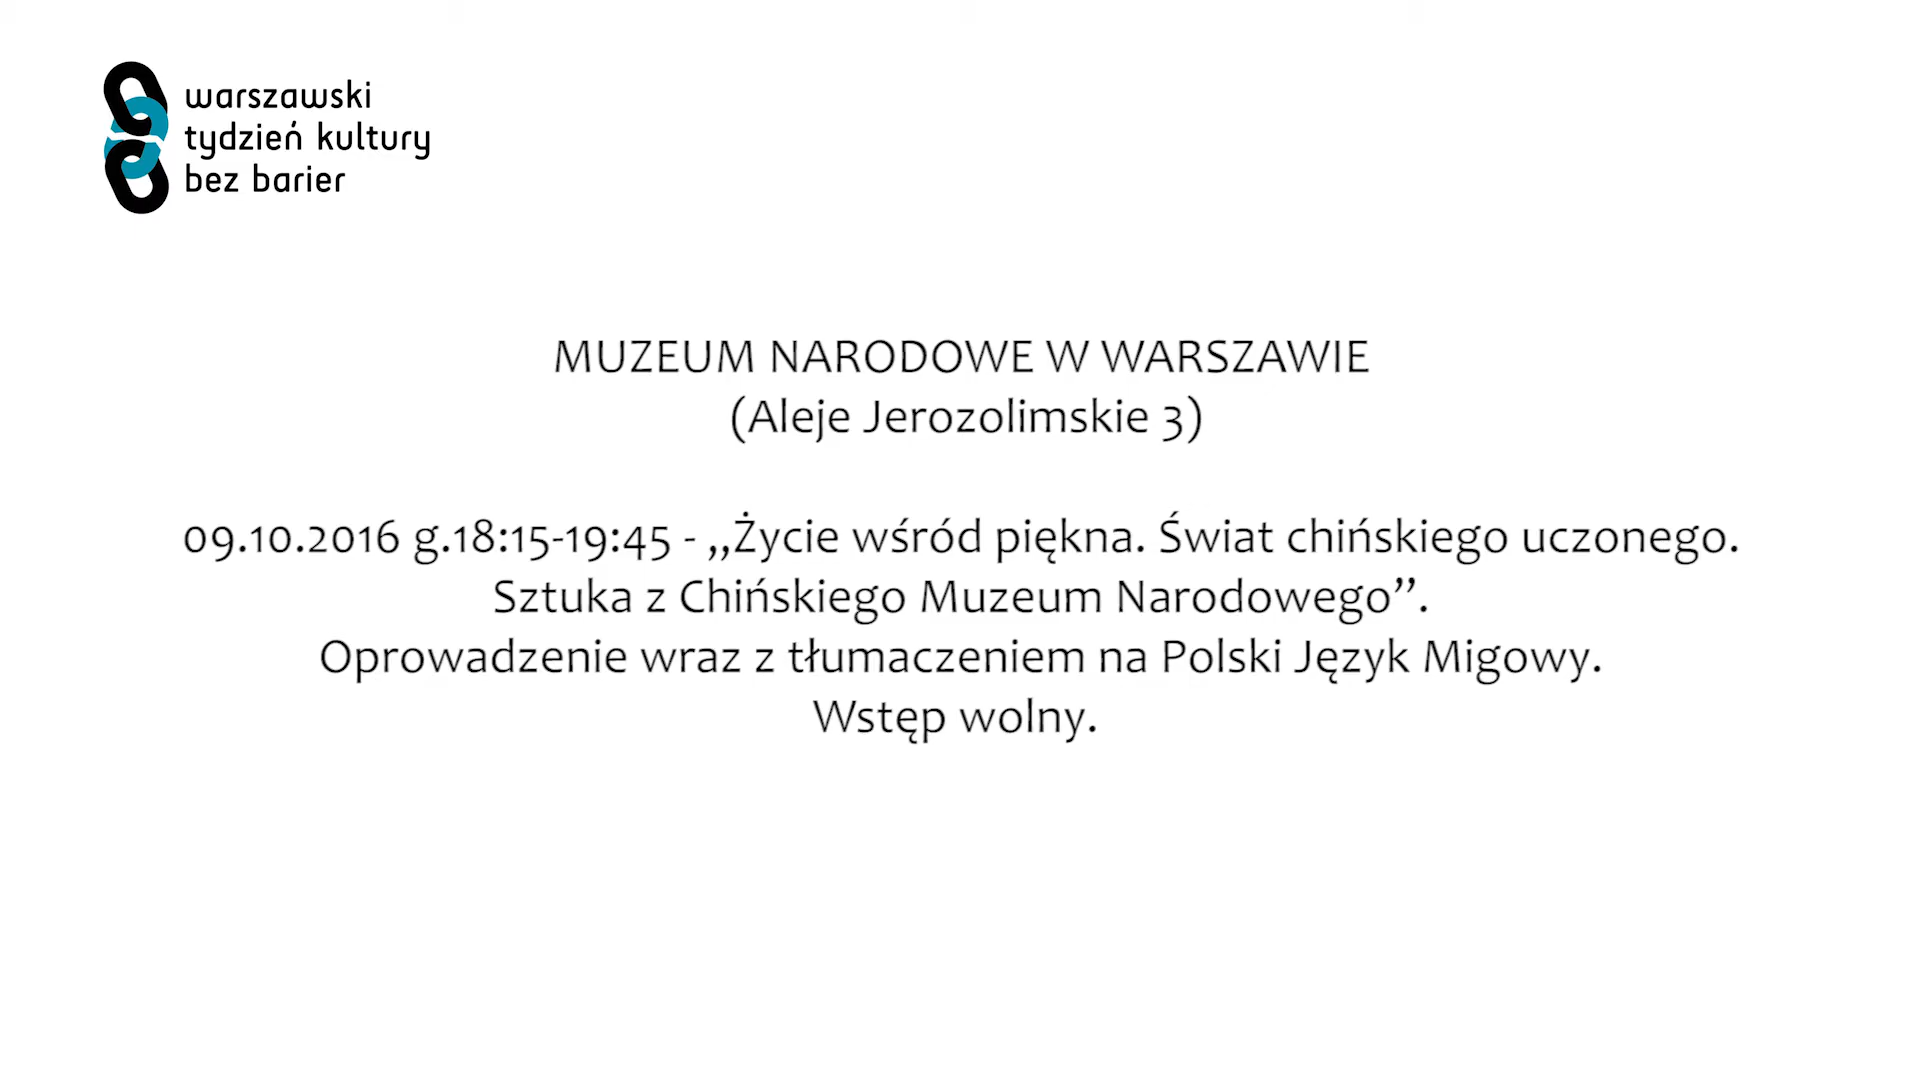 warszawski
tydzień kultury
bez barier
MUZEUM NARODOWE W WARSZAWIE
(Aleje Jerozolimskie 3)
09.10.2016 g.18:15-19:45 - „Życie wśród piękna. Świat chińskiego uczonego.
Sztuka z Chińskiego Muzeum Narodowego”.
Oprowadzenie wraz z tłumaczeniem na Polski Język Migowy.
Wstęp wolny.